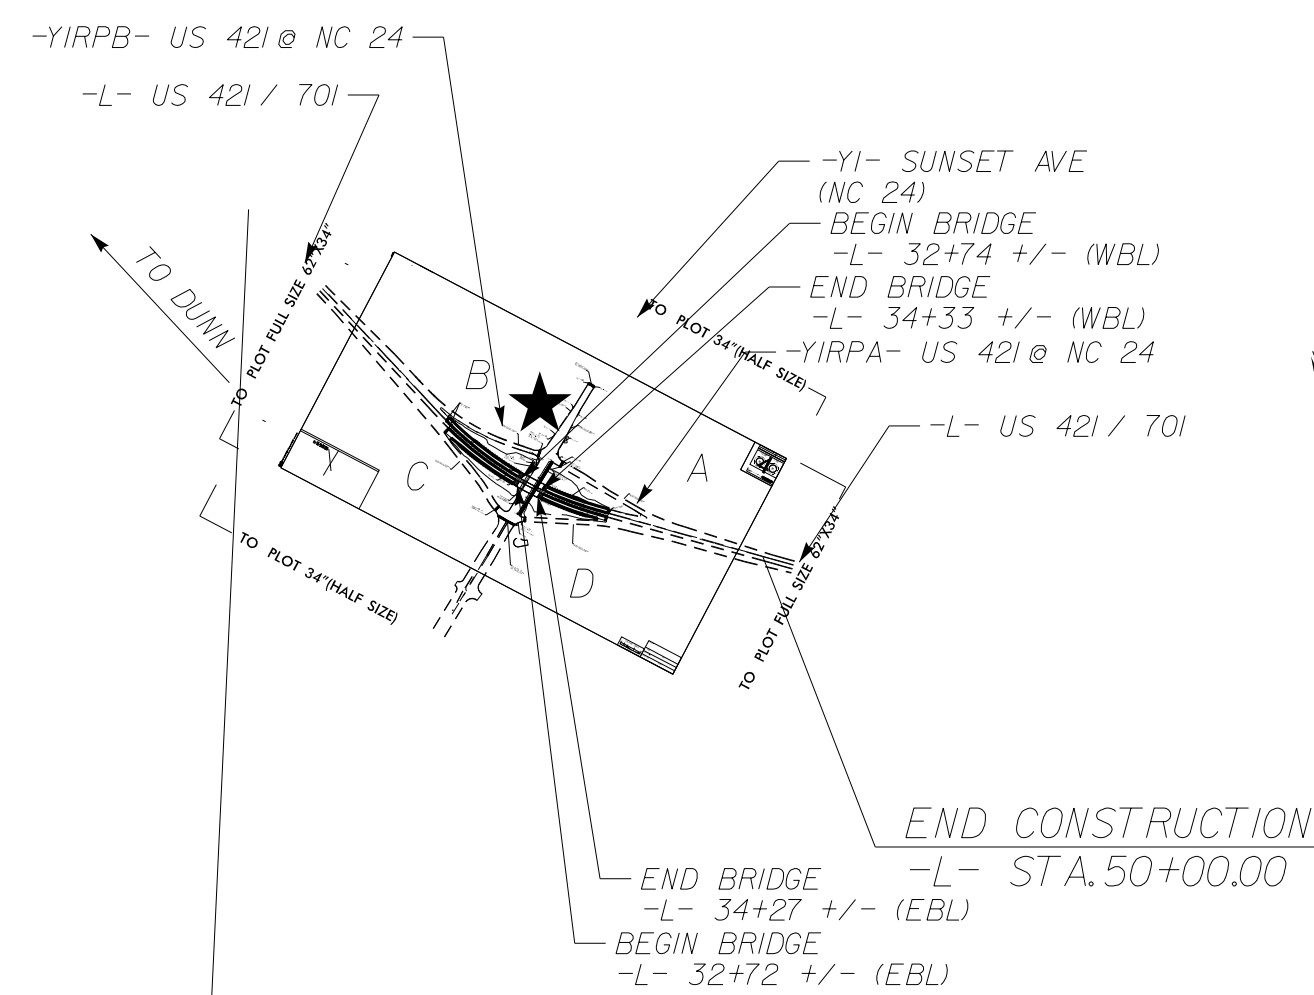 -Y1RPB- US 421 @ NC 24
-L- US 421 / 701
-Y1- SUNSET AVE
(NC 24)
BEGIN BRIDGE
-L- 32+74 +/- (WBL)
END BRIDGE
-L- 34+33 +/- (WBL)
-Y1RPA- US 421 @ NC 24
-L- US 421 / 701
TO DUNN
TO PLOT FULL SIZE 62"X34"
TO PLOT 34"(HALF SIZE)
B
C
A
D
TO PLOT 34"(HALF SIZE)
TO PLOT FULL SIZE 62"X34"
END CONSTRUCTION
-L- STA. 50+00.00
END BRIDGE
-L- 34+27 +/- (EBL)
BEGIN BRIDGE
-L- 32+72 +/- (EBL)